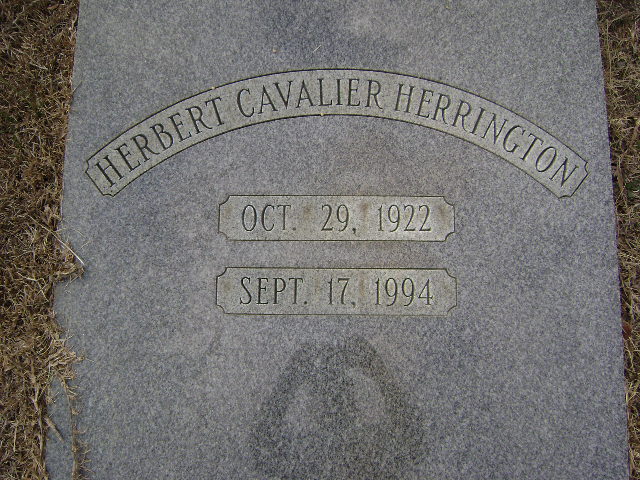 HERBERT CAVALIER HERRINGTON
OCT. 29, 1922
SEPT. 17, 1994